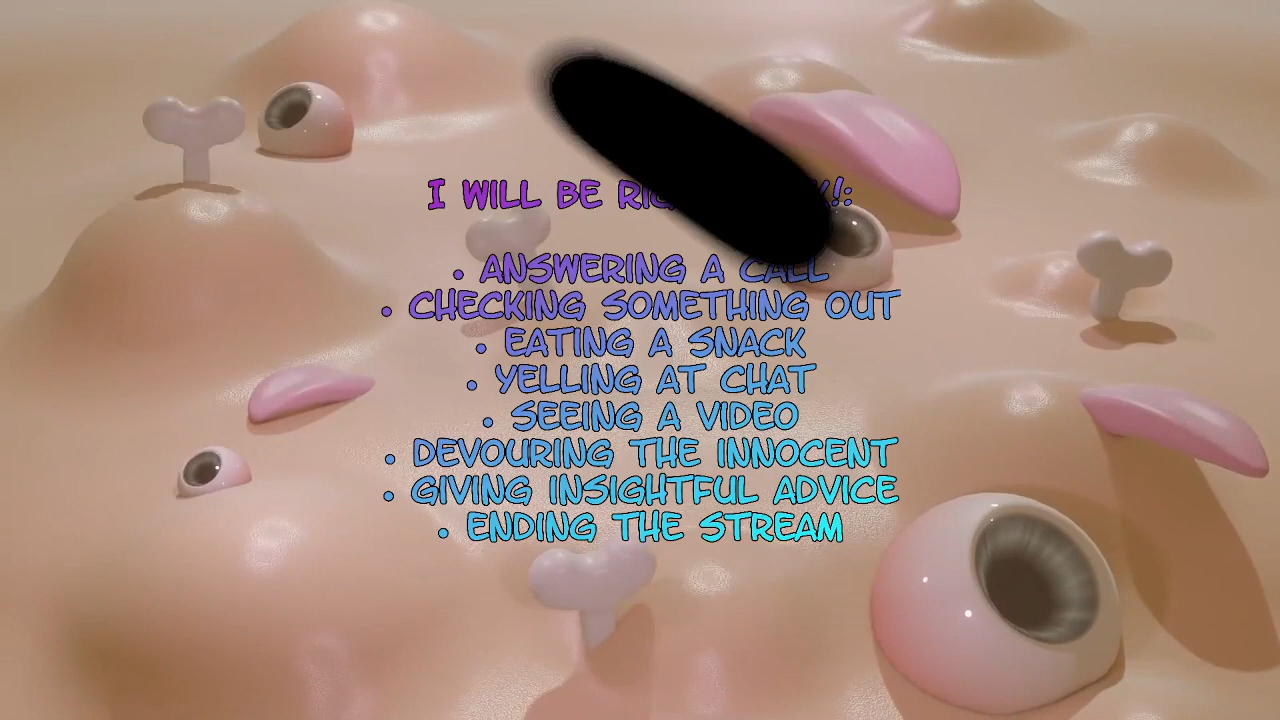 I WILL BE
• ANSWERING A CALL
• CHECKING SOMETHING OUT
• EATING A SNACK
• YELLING AT CHAT
• SEEING A VIDEO
• DEVOURING THE INNOCENT
• GIVING INSIGHTFUL ADVICE
• ENDING THE STREAM